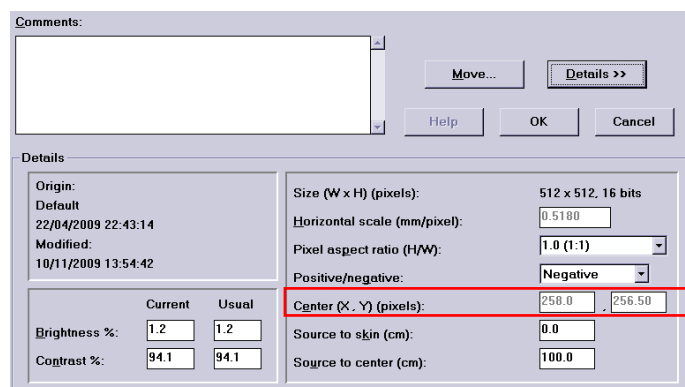 Comments:
Move...
Details >>
Help
OK
Cancel
Details
Origin:
Default
22/04/2009 22:43:14
Modified:
10/11/2009 13:54:42
Current Usual
Brightness %: 1.2 1.2
Contrast %: 94.1 94.1
Size (W x H) (pixels): 512 x 512, 16 bits
Horizontal scale (mm/pixel): 0.5180
Pixel aspect ratio (H/W): 1.0 (1:1)
Positive/negative: Negative
Center (X , Y) (pixels): 258.0 , 256.50
Source to skin (cm): 0.0
Source to center (cm): 100.0